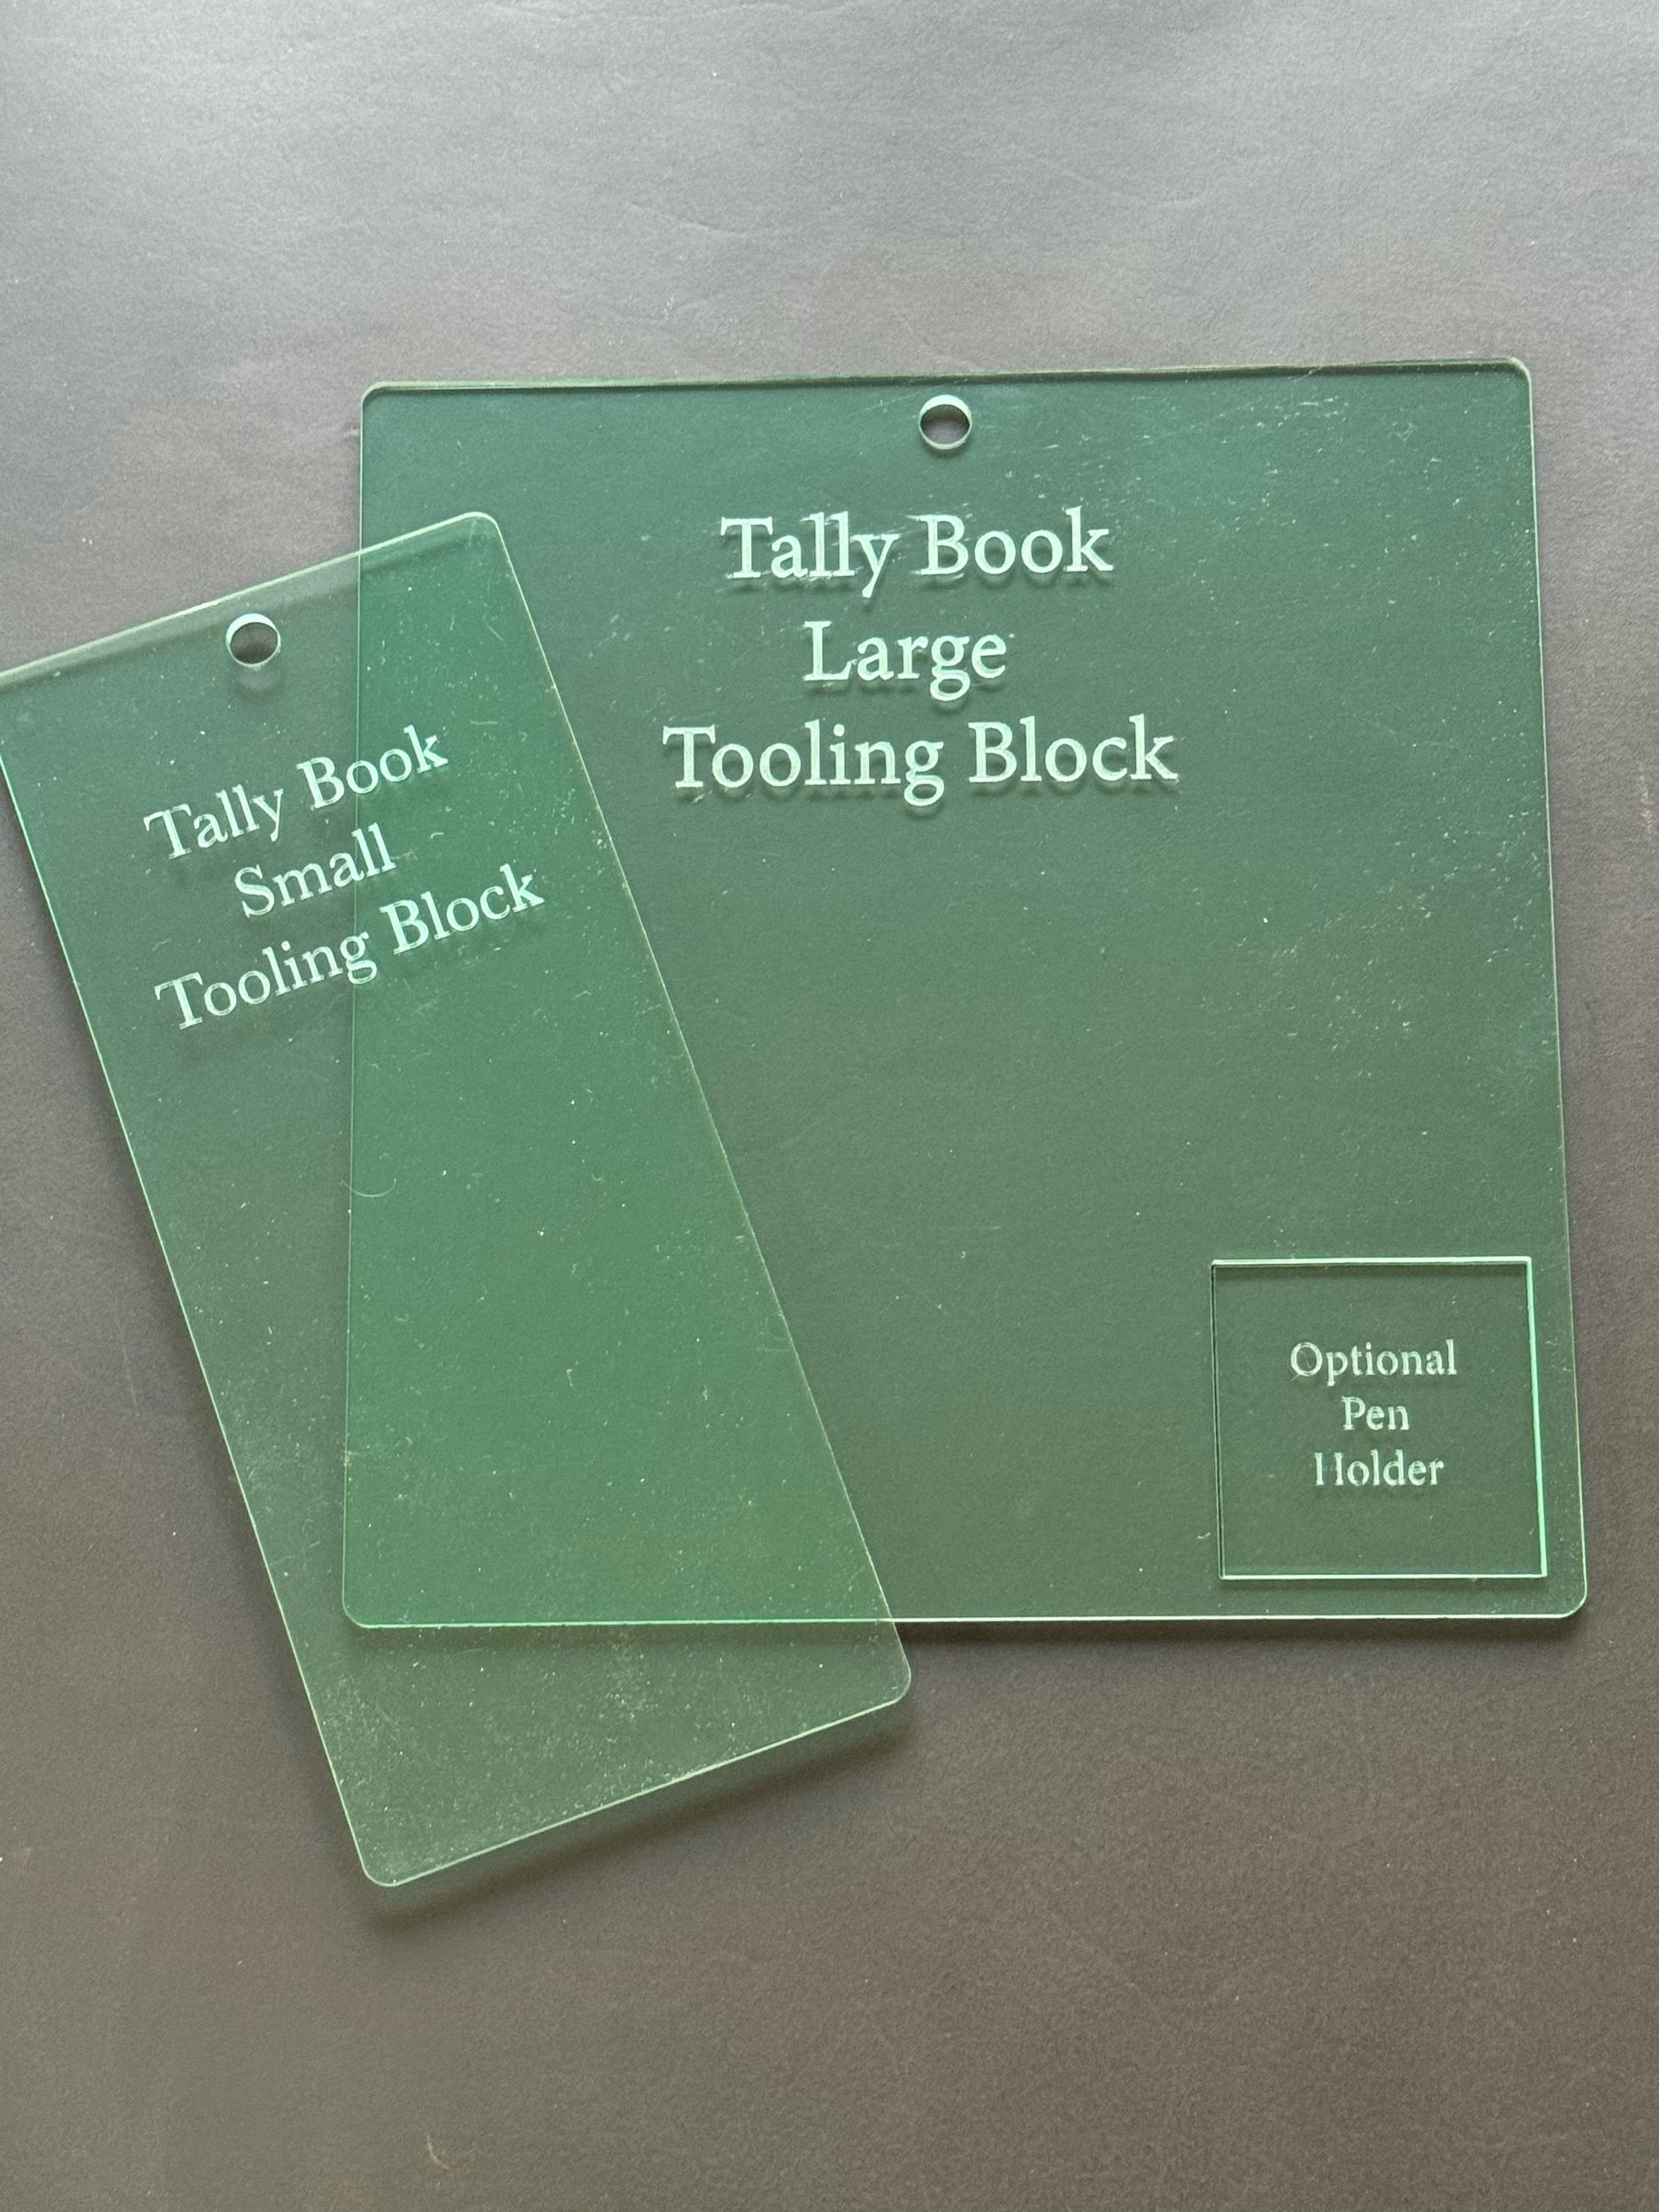 Tally Book
Large
Tooling Block
Tally Book
Small
Tooling Block
Optional
Pen
Holder